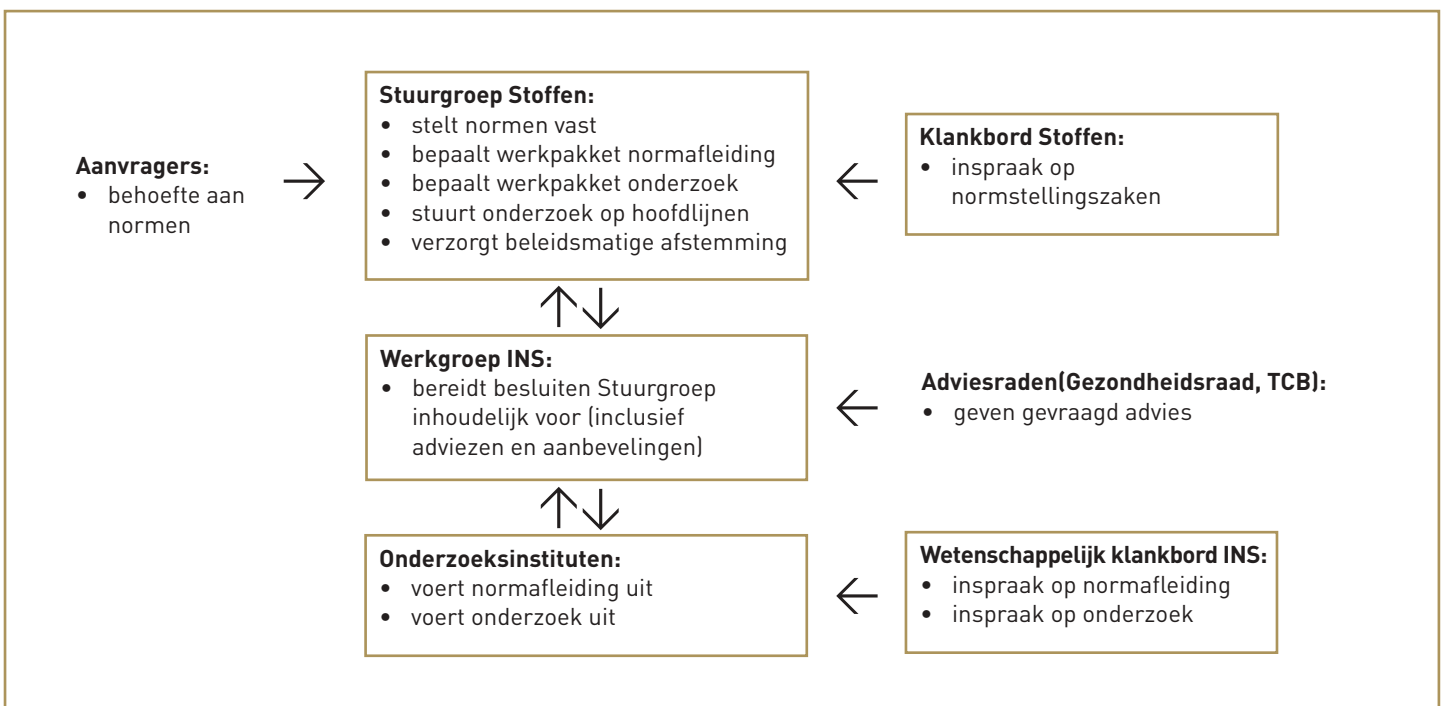 Aanvragers:
• behoefte aan
normen
Stuurgroep Stoffen:
• stelt normen vast
• bepaalt werkpakket normafleiding
• bepaalt werkpakket onderzoek
• stuurt onderzoek op hoofdlijnen
• verzorgt beleidsmatige afstemming
Klankbord Stoffen:
• inspraak op
normstellingszaken
Werkgroep INS:
• bereidt besluiten Stuurgroep
inhoudelijk voor (inclusief
adviezen en aanbevelingen)
Adviesraden(Gezondheidsraad, TCB):
• geven gevraagd advies
Onderzoeksinstituten:
• voert normafleiding uit
• voert onderzoek uit
Wetenschappelijk klankbord INS:
• inspraak op normafleiding
• inspraak op onderzoek